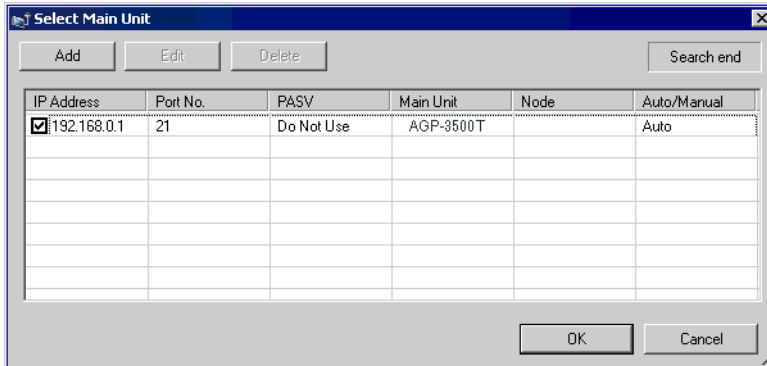 Select Main Unit
Add Edit Delete Search end
IP Address Port No. PASV Main Unit Node Auto/Manual
192.168.0.1 21 Do Not Use AGP-3500T Auto
OK Cancel